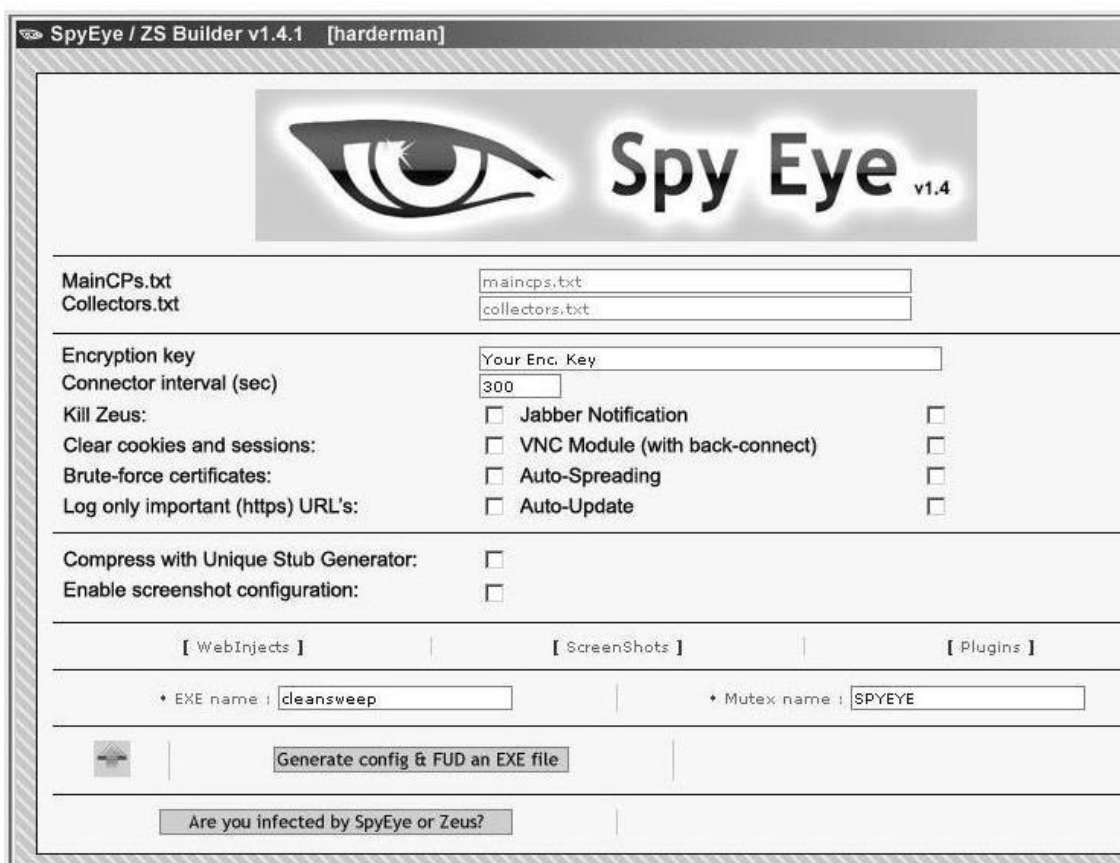 SpyEye / ZS Builder v1.4.1 [harderman]
Spy Eye v1.4
MainCPs.txt maincps.txt
Collectors.txt collectors.txt
Encryption key Your Enc. Key
Connector interval (sec) 300
Kill Zeus: Jabber Notification
Clear cookies and sessions: VNC Module (with back-connect)
Brute-force certificates: Auto-Spreading
Log only important (https) URL's: Auto-Update
Compress with Unique Stub Generator:
Enable screenshot configuration:
[ WebInjects ] [ ScreenShots ] [ Plugins ]
• EXE name : cleansweep • Mutex name : SPYEYE
Generate config & FUD an EXE file
Are you infected by SpyEye or Zeus?